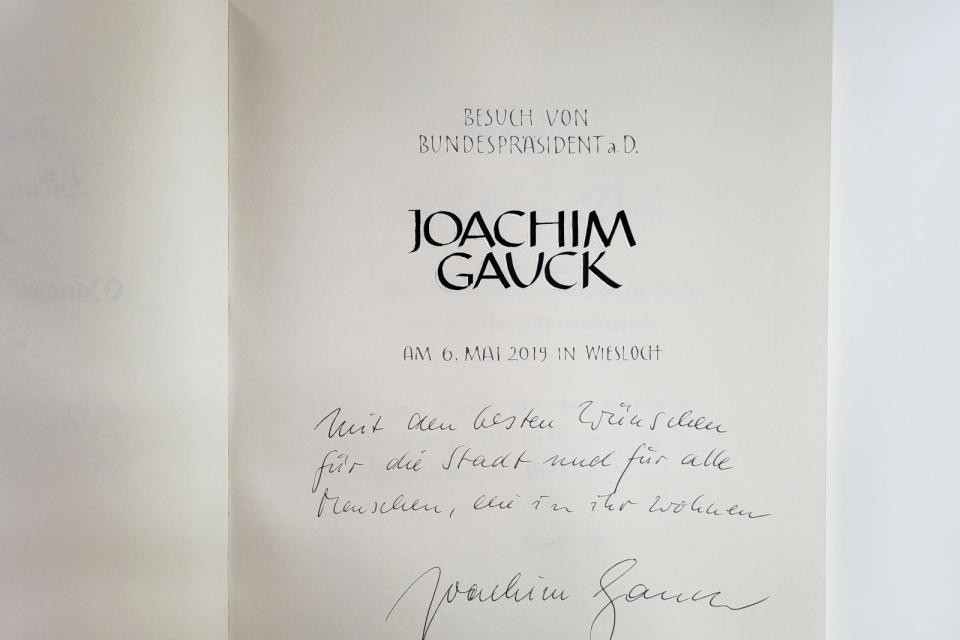 BESUCH VON
BUNDESPRÄSIDENT a.D.
JOACHIM
GAUCK
AM 6. MAI 2019 IN WIESLOCH
Mit den besten Wünschen
für die Stadt und für alle
Menschen, die in ihr wohnen
Joachim Gauck